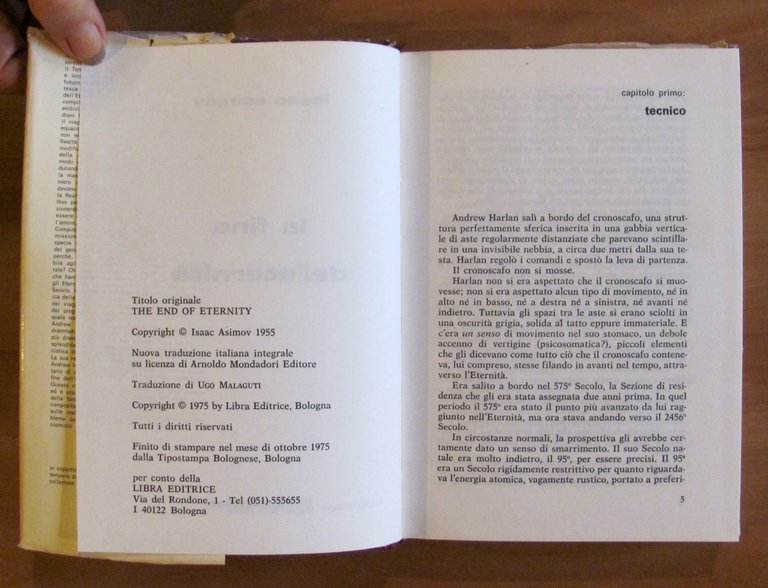 Titolo originale
THE END OF ETERNITY
Copyright © Isaac Asimov 1955
Nuova traduzione italiana integrale
su licenza di Arnoldo Mondadori Editore
Traduzione di UGO MALAGUTI
Copyright © 1975 by Libra Editrice, Bologna
Tutti i diritti riservati
Finito di stampare nel mese di ottobre 1975
dalla Tipostampa Bolognese, Bologna
per conto della
LIBRA EDITRICE
Via del Rondone, 1 - Tel (051)-555655
I 40122 Bologna
capitolo primo:
tecnico
Andrew Harlan salì a bordo del cronoscafo, una strut-
tura perfettamente sferica inserita in una gabbia vertica-
le di aste regolarmente distanziate che parevano scintilla-
re in una invisibile nebbia, a circa due metri dalla sua te-
sta. Harlan regolò i comandi e spostò la leva di partenza.
Il cronoscafo non si mosse.
Harlan non si era aspettato che il cronoscafo si muo-
vesse; non si era aspettato alcun tipo di movimento, né in
alto né in basso, né a destra né a sinistra, né avanti né
indietro. Tuttavia gli spazi tra le aste si erano sciolti in
una oscurità grigia, solida al tatto eppure immateriale. E
c'era un senso di movimento nel suo stomaco, un debole
accenno di vertigine (psicosomatica?), piccoli elementi
che gli dicevano come tutto ciò che il cronoscafo contene-
va, lui compreso, stesse filando in avanti nel tempo, attra-
verso l'Eternità.
Era salito a bordo nel 575° Secolo, la Sezione di resi-
denza che gli era stata assegnata due anni prima. In quel
periodo il 575° era stato il punto più avanzato da lui rag-
giunto nell'Eternità, ma ora stava andando verso il 2456°
Secolo.
In circostanze normali, la prospettiva gli avrebbe cer-
tamente dato un senso di smarrimento. Il suo Secolo na-
tale era molto indietro, il 95°, per essere precisi. Il 95°
era un Secolo rigidamente restrittivo per quanto riguarda-
va l'energia atomica, vagamente rustico, portato a preferi-
5